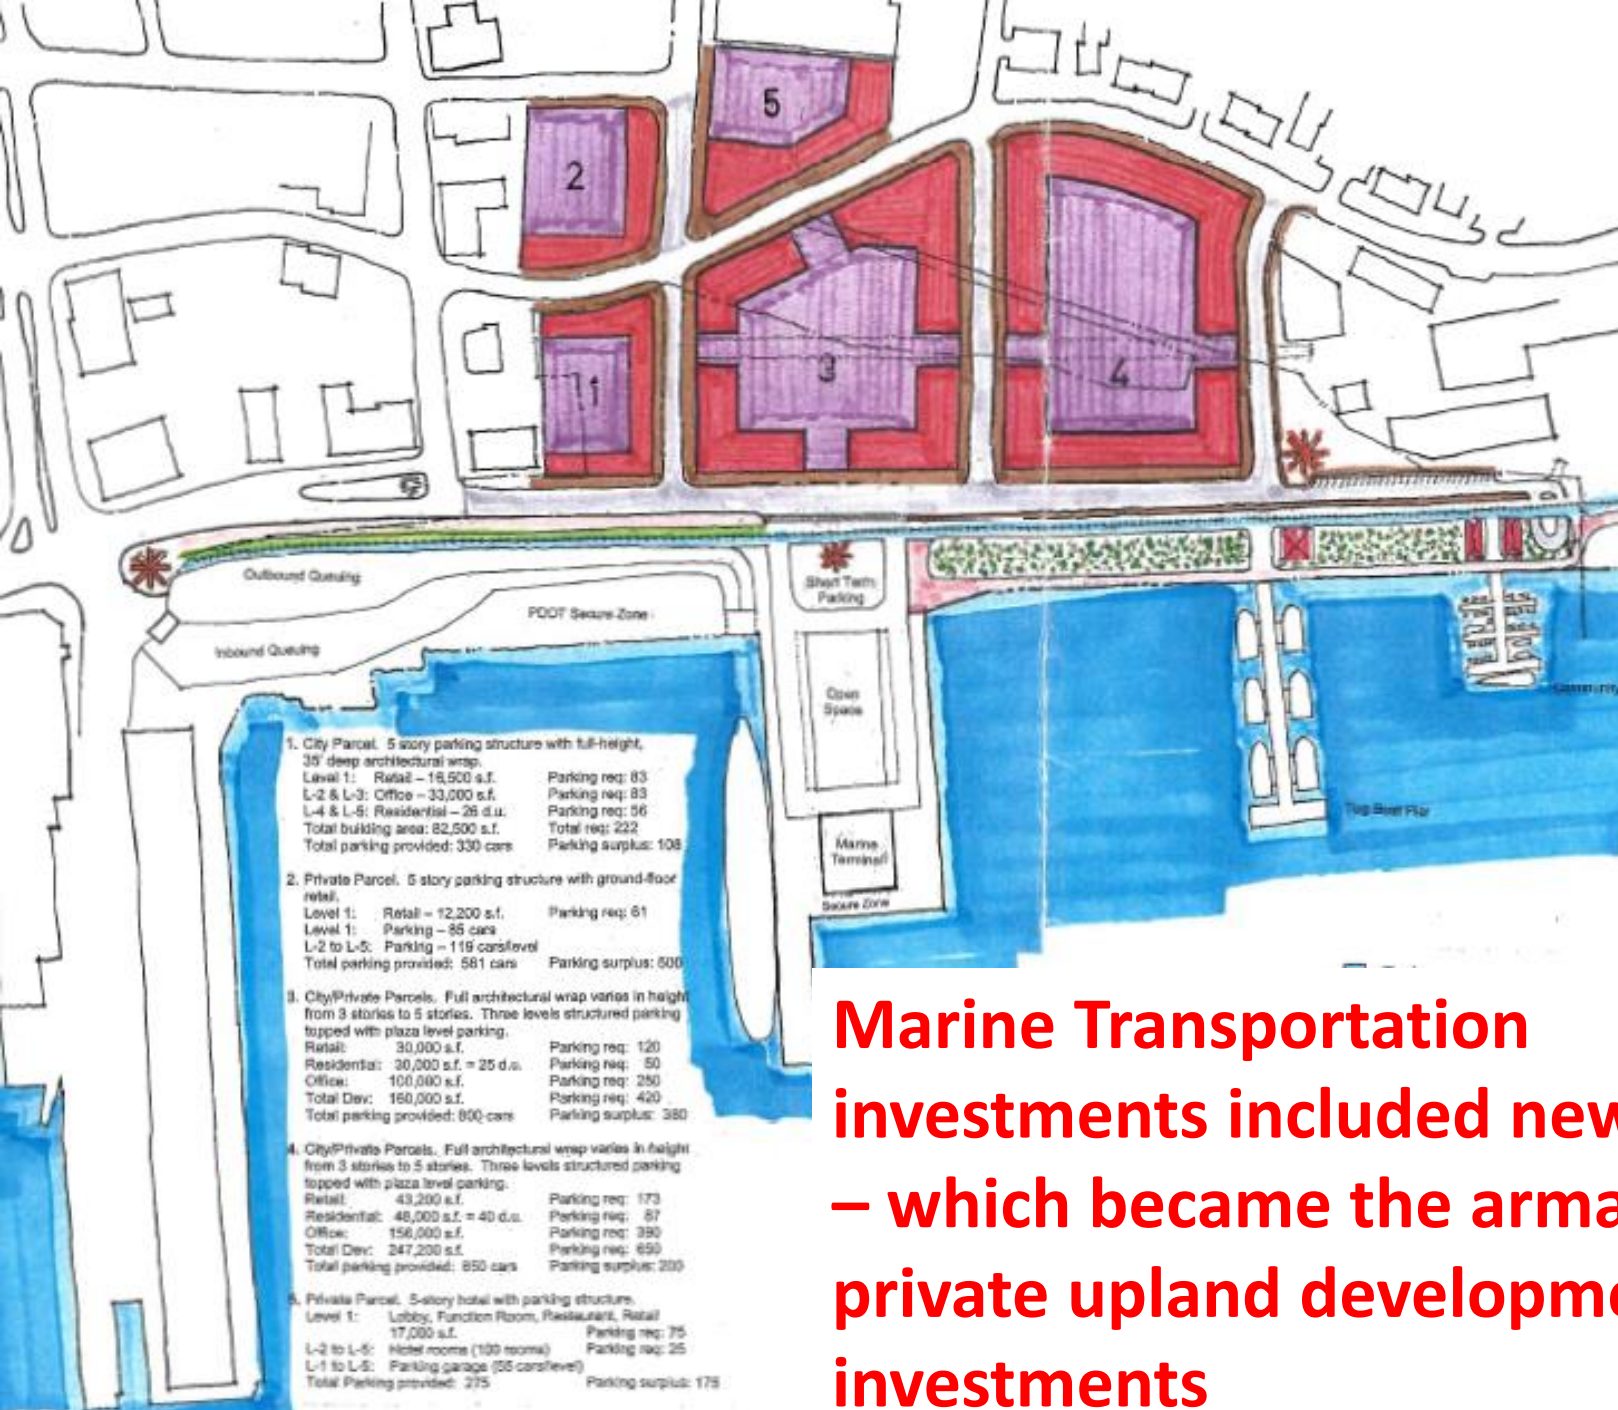 5
2
3
4
1
Outbound Queuing
Short Term
Parking
PDOT Secure Zone
Inbound Queuing
Open
Space
Community
Tug Boat Pier
Marine
Terminal
Secure Zone
1. City Parcel. 5 story parking structure with full-height,
35' deep architectural wrap.
Level 1: Retail – 16,500 s.f. Parking req: 83
L-2 & L-3: Office – 33,000 s.f. Parking req: 83
L-4 & L-5: Residential – 26 d.u. Parking req: 56
Total building area: 82,500 s.f. Total req: 222
Total parking provided: 330 cars Parking surplus: 108
2. Private Parcel. 5 story parking structure with ground-floor
retail.
Level 1: Retail – 12,200 s.f. Parking req: 61
Level 1: Parking – 85 cars
L-2 to L-5: Parking – 119 cars/level
Total parking provided: 581 cars Parking surplus: 500
3. City/Private Parcels. Full architectural wrap varies in height
from 3 stories to 5 stories. Three levels structured parking
topped with plaza level parking.
Retail: 30,000 s.f. Parking req: 120
Residential: 30,000 s.f. = 25 d.u. Parking req: 50
Office: 100,000 s.f. Parking req: 250
Total Dev: 160,000 s.f. Parking req: 420
Total parking provided: 800 cars Parking surplus: 380
4. City/Private Parcels. Full architectural wrap varies in height
from 3 stories to 5 stories. Three levels structured parking
topped with plaza level parking.
Retail: 43,200 s.f. Parking req: 173
Residential: 48,000 s.f. = 40 d.u. Parking req: 87
Office: 156,000 s.f. Parking req: 390
Total Dev: 247,200 s.f. Parking req: 650
Total parking provided: 850 cars Parking surplus: 200
5. Private Parcel. 5-story hotel with parking structure.
Level 1: Lobby, Function Room, Restaurant, Retail
17,000 s.f. Parking req: 75
L-2 to L-5: Hotel rooms (100 rooms) Parking req: 25
L-1 to L-5: Parking garage (55 cars/level)
Total Parking provided: 275 Parking surplus: 175
Marine Transportation
investments included new
– which became the arma
private upland developme
investments